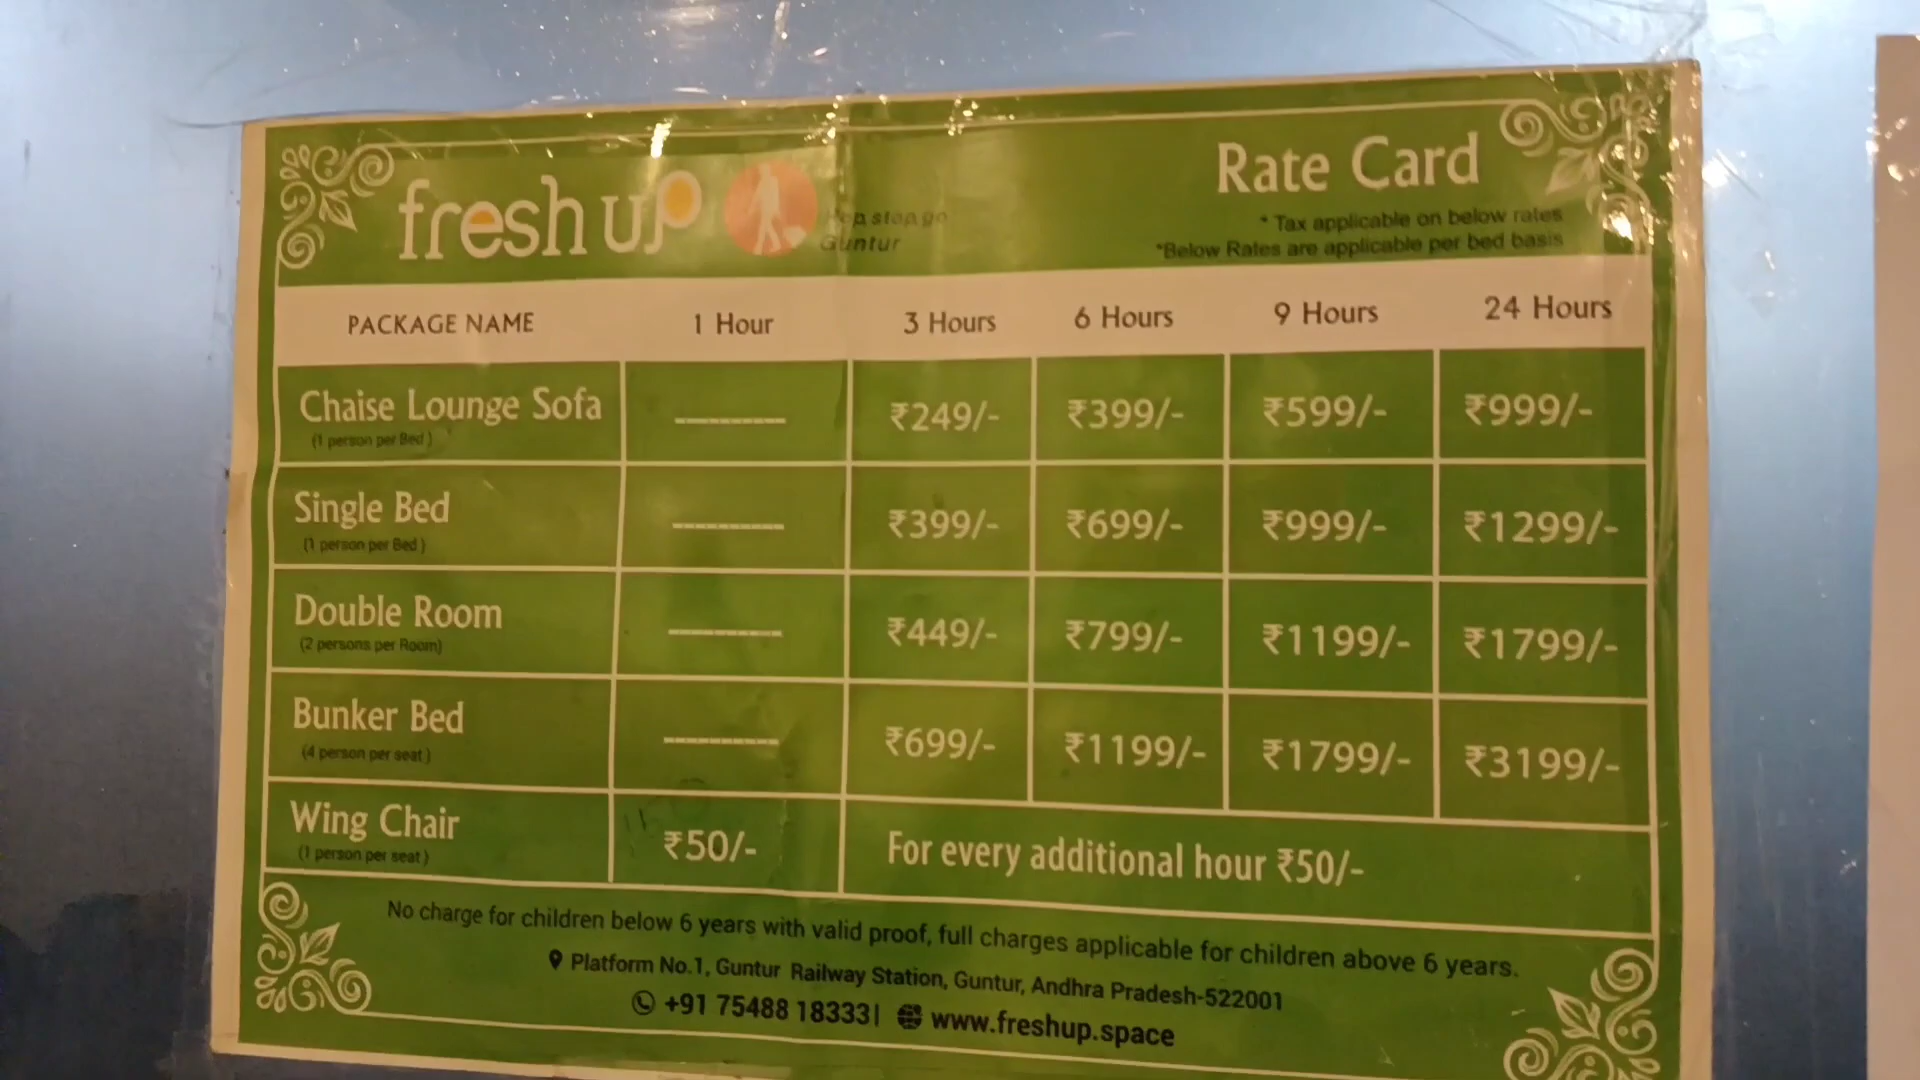 fresh up
Hop stop go
Guntur
Rate Card
* Tax applicable on below rates
*Below Rates are applicable per bed basis
PACKAGE NAME 1 Hour 3 Hours 6 Hours 9 Hours 24 Hours
Chaise Lounge Sofa -------- ₹249/- ₹399/- ₹599/- ₹999/-
(1 person per Bed )
Single Bed -------- ₹399/- ₹699/- ₹999/- ₹1299/-
(1 person per Bed )
Double Room -------- ₹449/- ₹799/- ₹1199/- ₹1799/-
(2 persons per Room)
Bunker Bed -------- ₹699/- ₹1199/- ₹1799/- ₹3199/-
(4 person per seat )
Wing Chair ₹50/- For every additional hour ₹50/-
(1 person per seat )
No charge for children below 6 years with valid proof, full charges applicable for children above 6 years.
Platform No.1, Guntur Railway Station, Guntur, Andhra Pradesh-522001
+91 75488 18333| www.freshup.space